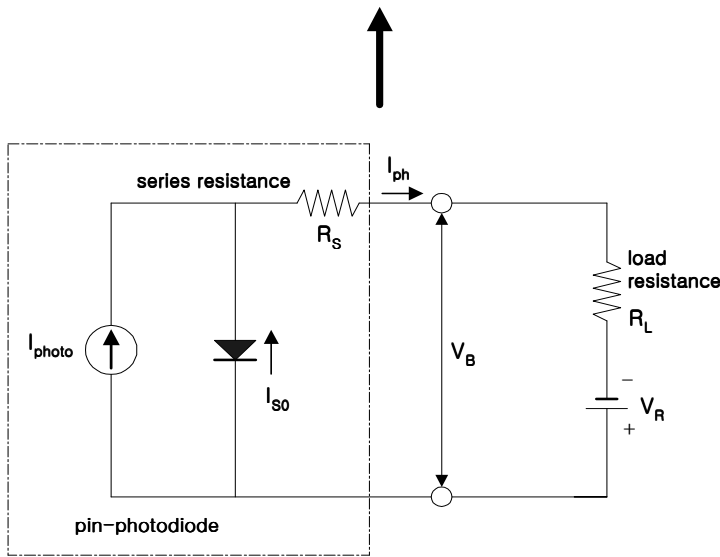 I_ph
series resistance
R_S
load
resistance
R_L
I_photo
V_B
I_S0
−
V_R
+
pin-photodiode